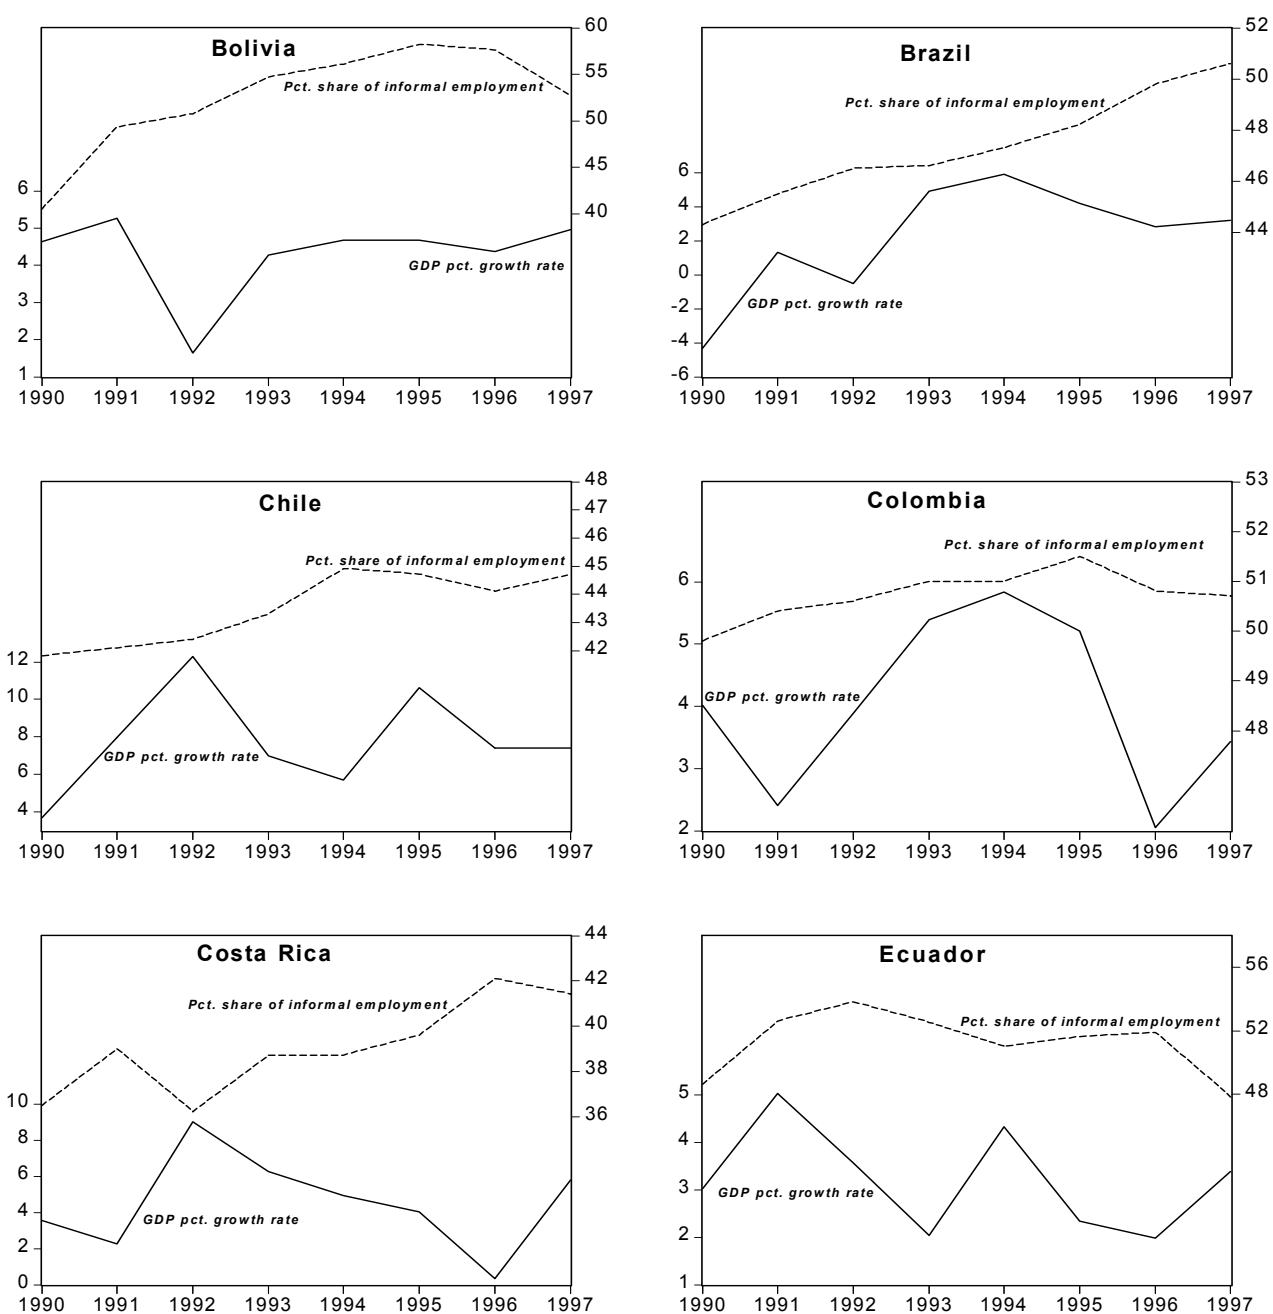 Bolivia
Pct. share of informal employment
GDP pct. growth rate
60
55
50
45
40
6
5
4
3
2
1
1990 1991 1992 1993 1994 1995 1996 1997
Brazil
Pct. share of informal employment
GDP pct. growth rate
52
50
48
46
44
6
4
2
0
-2
-4
-6
1990 1991 1992 1993 1994 1995 1996 1997
Chile
Pct. share of informal employment
GDP pct. growth rate
48
47
46
45
44
43
42
12
10
8
6
4
1990 1991 1992 1993 1994 1995 1996 1997
Colombia
Pct. share of informal employment
GDP pct. growth rate
53
52
51
50
49
48
6
5
4
3
2
1990 1991 1992 1993 1994 1995 1996 1997
Costa Rica
Pct. share of informal employment
GDP pct. growth rate
44
42
40
38
36
10
8
6
4
2
0
1990 1991 1992 1993 1994 1995 1996 1997
Ecuador
Pct. share of informal employment
GDP pct. growth rate
56
52
48
5
4
3
2
1
1990 1991 1992 1993 1994 1995 1996 1997